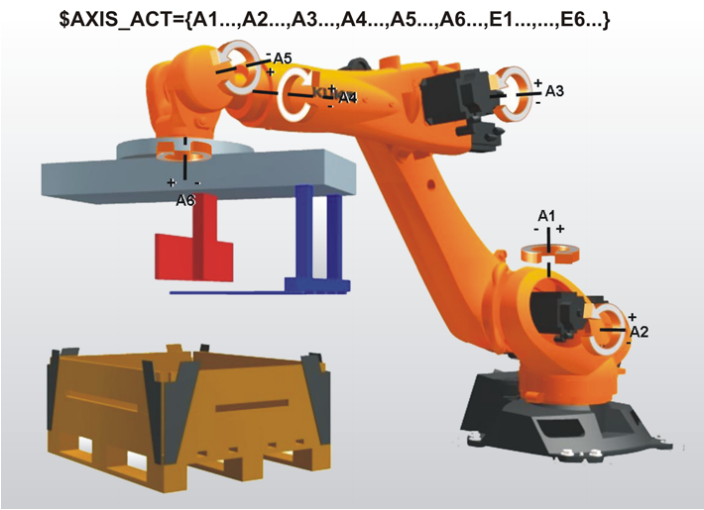 $AXIS_ACT={A1...,A2...,A3...,A4...,A5...,A6...,E1...,...,E6...}
-
A5
+
+
A4
-
+
A3
-
+ -
A6
A1
- +
+
A2
-